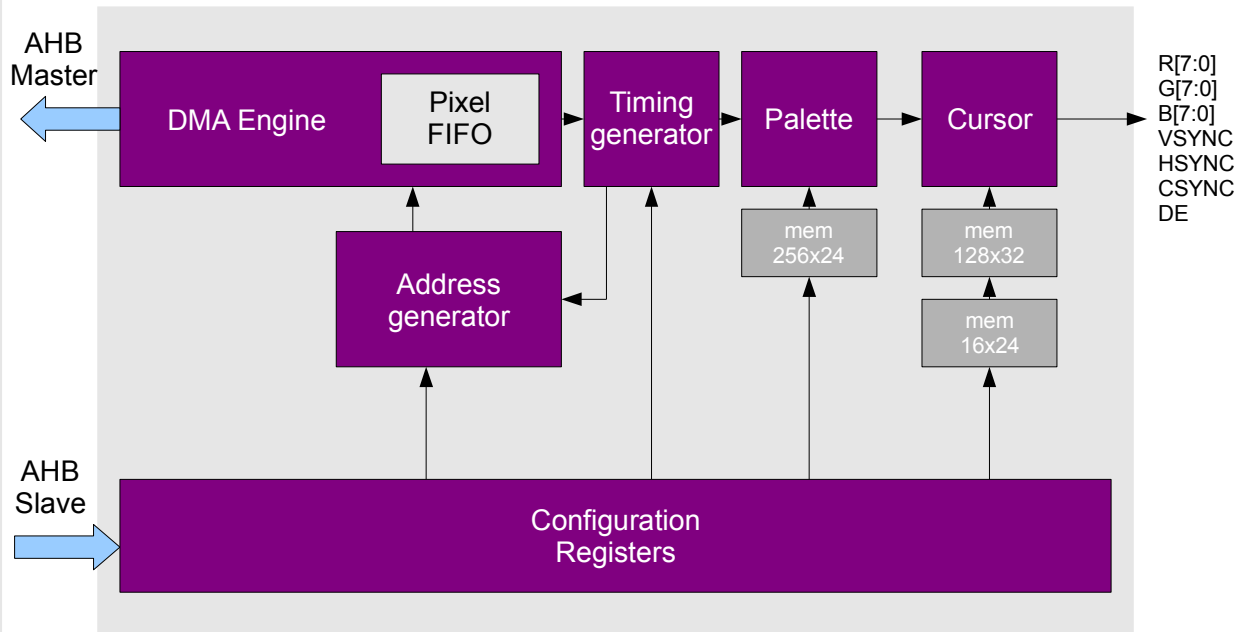 AHB
Master
DMA Engine
Pixel
FIFO
Timing
generator
Palette
Cursor
R[7:0]
G[7:0]
B[7:0]
VSYNC
HSYNC
CSYNC
DE
mem
256x24
mem
128x32
Address
generator
mem
16x24
AHB
Slave
Configuration
Registers